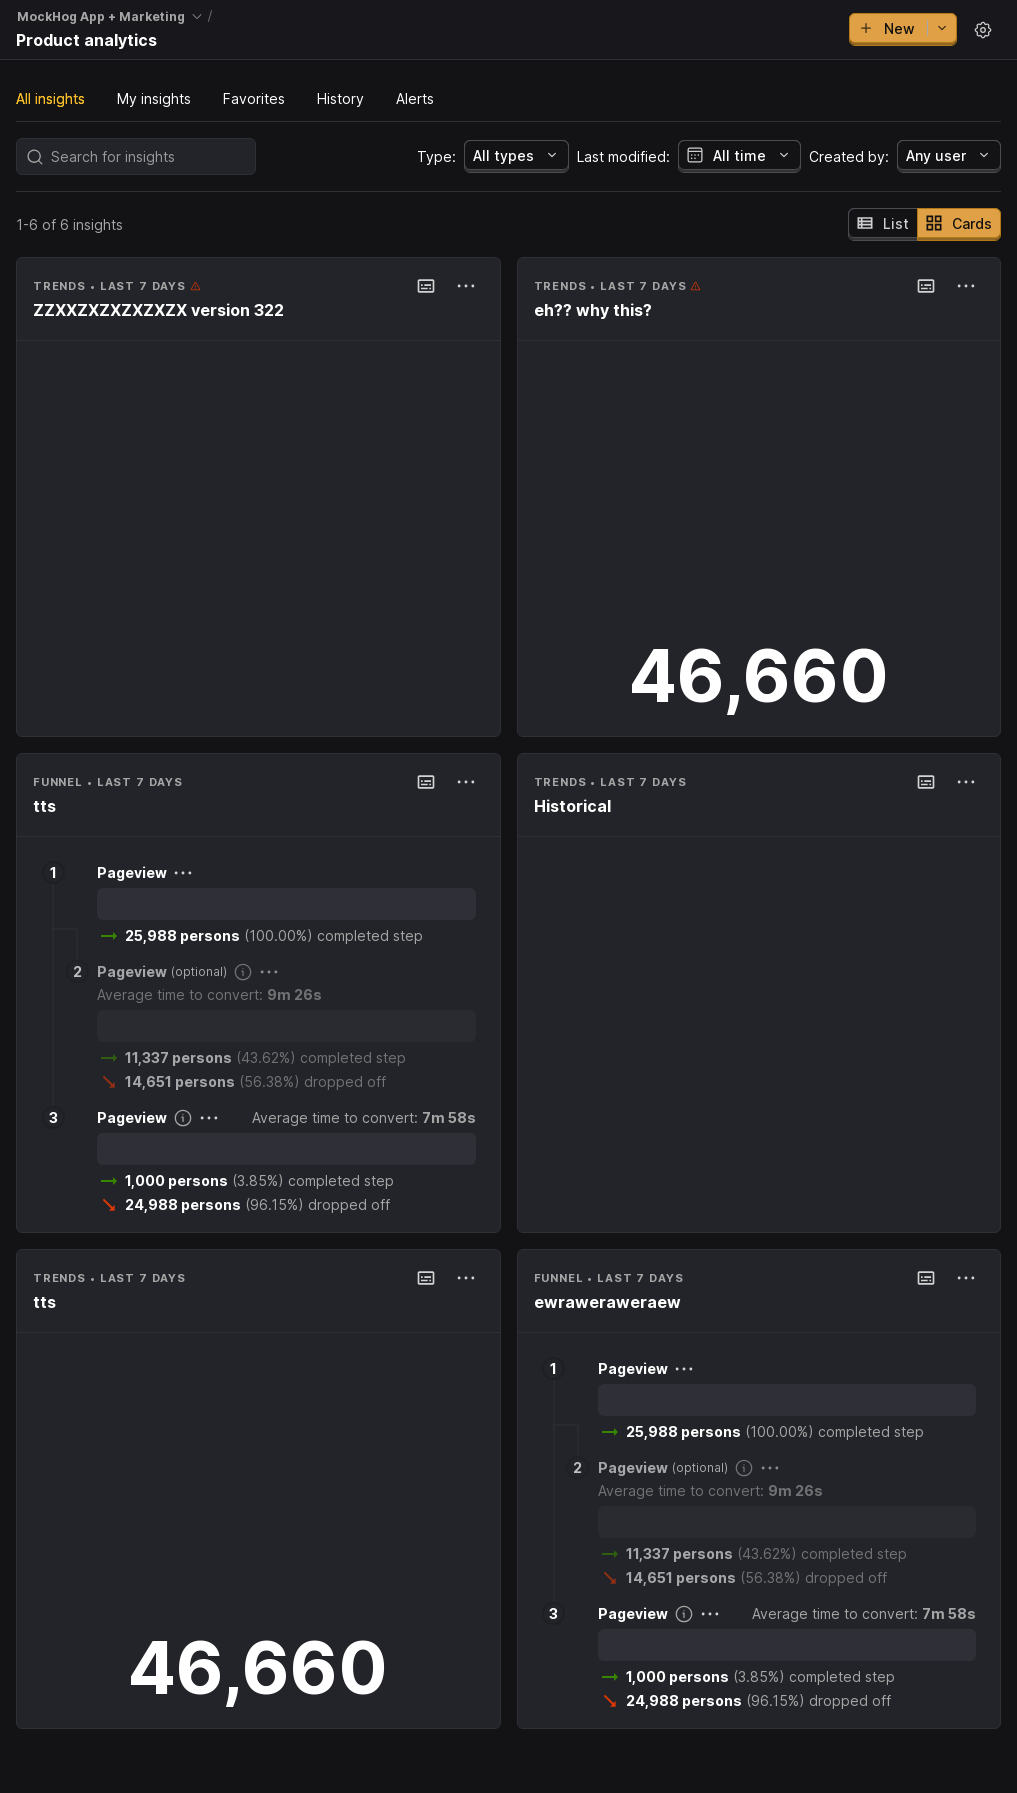 MockHog App + Marketing /
Product analytics
New
All insights My insights Favorites History Alerts
Search for insights
Type: All types Last modified: All time Created by: Any user
1-6 of 6 insights
List Cards
TRENDS • LAST 7 DAYS
ZZXXZXZXZXZXZX version 322
TRENDS • LAST 7 DAYS
eh?? why this?
46,660
FUNNEL • LAST 7 DAYS
tts
1 Pageview
25,988 persons (100.00%) completed step
2 Pageview (optional)
Average time to convert: 9m 26s
11,337 persons (43.62%) completed step
14,651 persons (56.38%) dropped off
3 Pageview Average time to convert: 7m 58s
1,000 persons (3.85%) completed step
24,988 persons (96.15%) dropped off
TRENDS • LAST 7 DAYS
Historical
TRENDS • LAST 7 DAYS
tts
46,660
FUNNEL • LAST 7 DAYS
ewraweraweraew
1 Pageview
25,988 persons (100.00%) completed step
2 Pageview (optional)
Average time to convert: 9m 26s
11,337 persons (43.62%) completed step
14,651 persons (56.38%) dropped off
3 Pageview Average time to convert: 7m 58s
1,000 persons (3.85%) completed step
24,988 persons (96.15%) dropped off